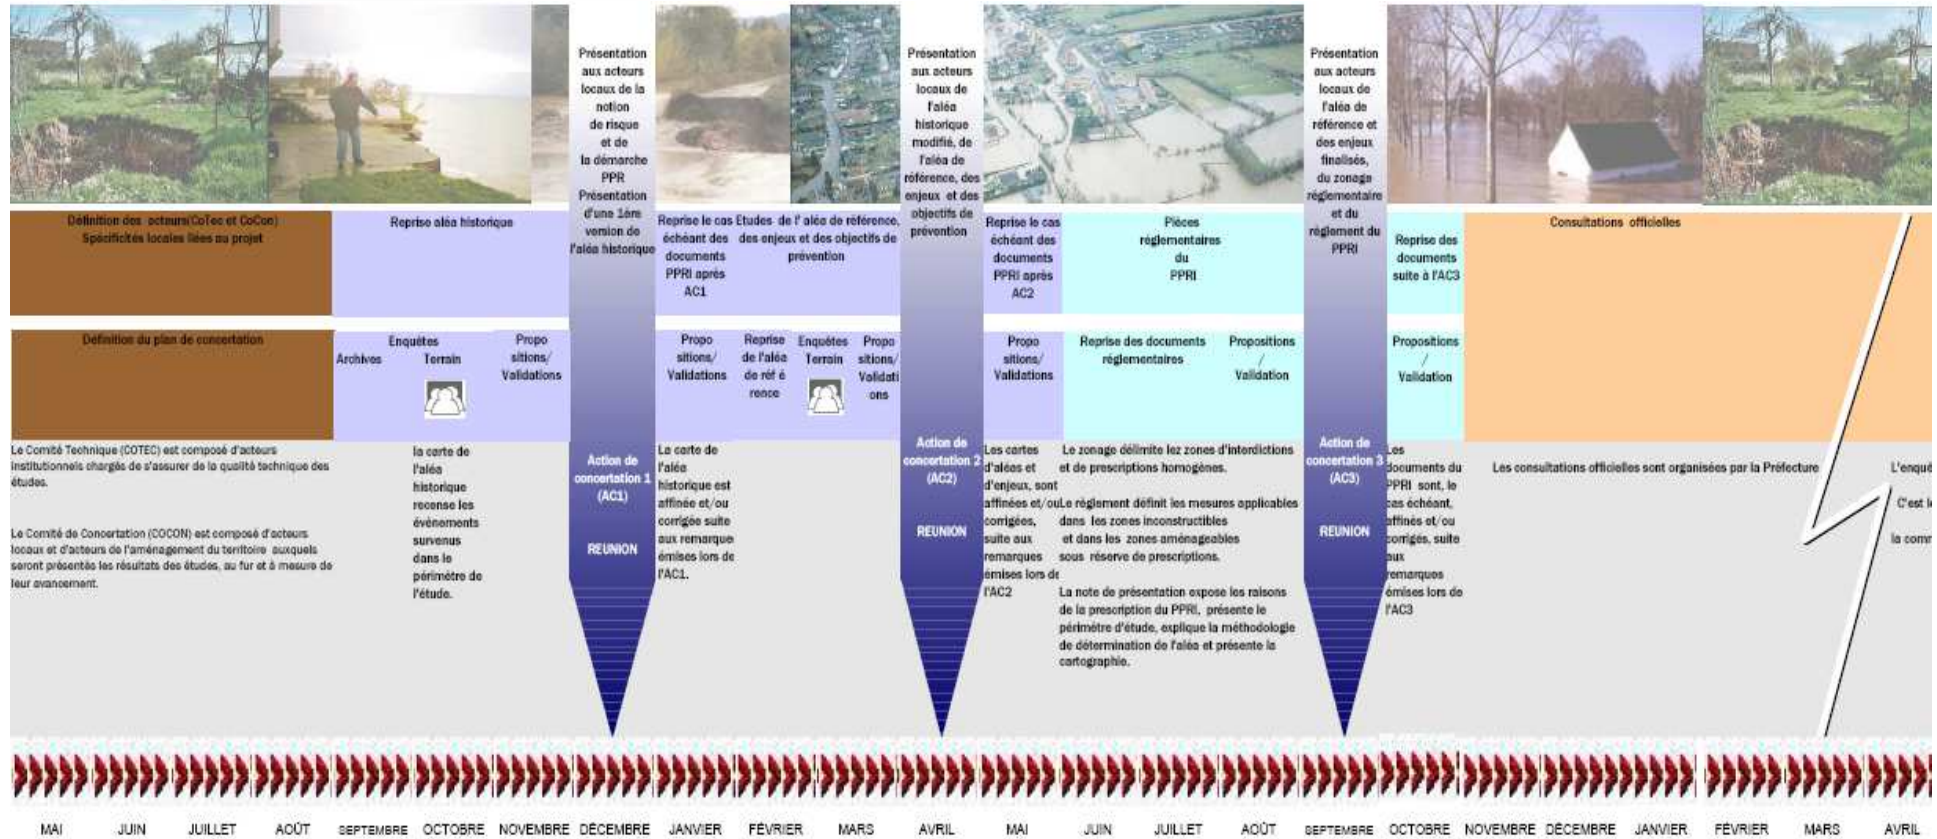 Présentation
aux acteurs
locaux de la
notion
de risque
et de
la démarche
PPR
Présentation
d'une 1ère
version de
l'aléa historique
Présentation
aux acteurs
locaux de
l'aléa
historique
modifié, de
l'aléa de
référence, des
enjeux et des
objectifs de
prévention
Présentation
aux acteurs
locaux de
l'aléa de
référence et
des enjeux
finalisés,
du zonage
réglementaire
et du
règlement du
PPRI
Définition des acteurs(CoTec et CoCon)
Spécificités locales liées au projet
Reprise aléa historique
Reprise le cas
échéant des
documents
PPRI après
AC1
Etudes de l' aléa de référence,
des enjeux et des objectifs de
prévention
Reprise le cas
échéant des
documents
PPRI après
AC2
Pièces
réglementaires
du
PPRI
Reprise des
documents
suite à l'AC3
Consultations officielles
Définition du plan de concertation
Enquêtes
Archives
Terrain
Propo
sitions/
Validations
Propo
sitions/
Validations
Reprise
de l'aléa
de réf é
rence
Enquêtes
Terrain
Propo
sitions/
Validati
ons
Propo
sitions/
Validations
Reprise des documents
réglementaires
Propositions
/
Validation
Propositions
/
Validation
Le Comité Technique (COTEC) est composé d'acteurs
institutionnels chargés de s'assurer de la qualité technique des
études.
Le Comité de Concertation (COCON) est composé d'acteurs
locaux et d'acteurs de l'aménagement du territoire auxquels
seront présentés les résultats des études, au fur et à mesure de
leur avancement.
la carte de
l'aléa
historique
recense les
évènements
survenus
dans le
périmètre de
l'étude.
Action de
concertation 1
(AC1)
REUNION
La carte de
l'aléa
historique est
affinée et/ou
corrigée suite
aux remarque
émises lors de
l'AC1.
Action de
concertation 2
(AC2)
REUNION
Les cartes
d'aléas et
d'enjeux, sont
affinées et/ou
corrigées,
suite aux
remarques
émises lors de
l'AC2
Le zonage délimite lez zones d'interdictions
et de prescriptions homogènes.
Le règlement définit les mesures applicables
dans les zones inconstructibles
et dans les zones aménageables
sous réserve de prescriptions.
La note de présentation expose les raisons
de la prescription du PPRI, présente le
périmètre d'étude, explique la méthodologie
de détermination de l'aléa et présente la
cartographie.
Action de
concertation 3
(AC3)
REUNION
Les
documents du
PPRI sont, le
cas échéant,
affinés et/ou
corrigés, suite
aux
remarques
émises lors de
l'AC3
Les consultations officielles sont organisées par la Préfecture
L'enquê
C'est l
la comr
MAI JUIN JUILLET AOÛT SEPTEMBRE OCTOBRE NOVEMBRE DÉCEMBRE JANVIER FÉVRIER MARS AVRIL MAI JUIN JUILLET AOÛT SEPTEMBRE OCTOBRE NOVEMBRE DÉCEMBRE JANVIER FÉVRIER MARS AVRIL